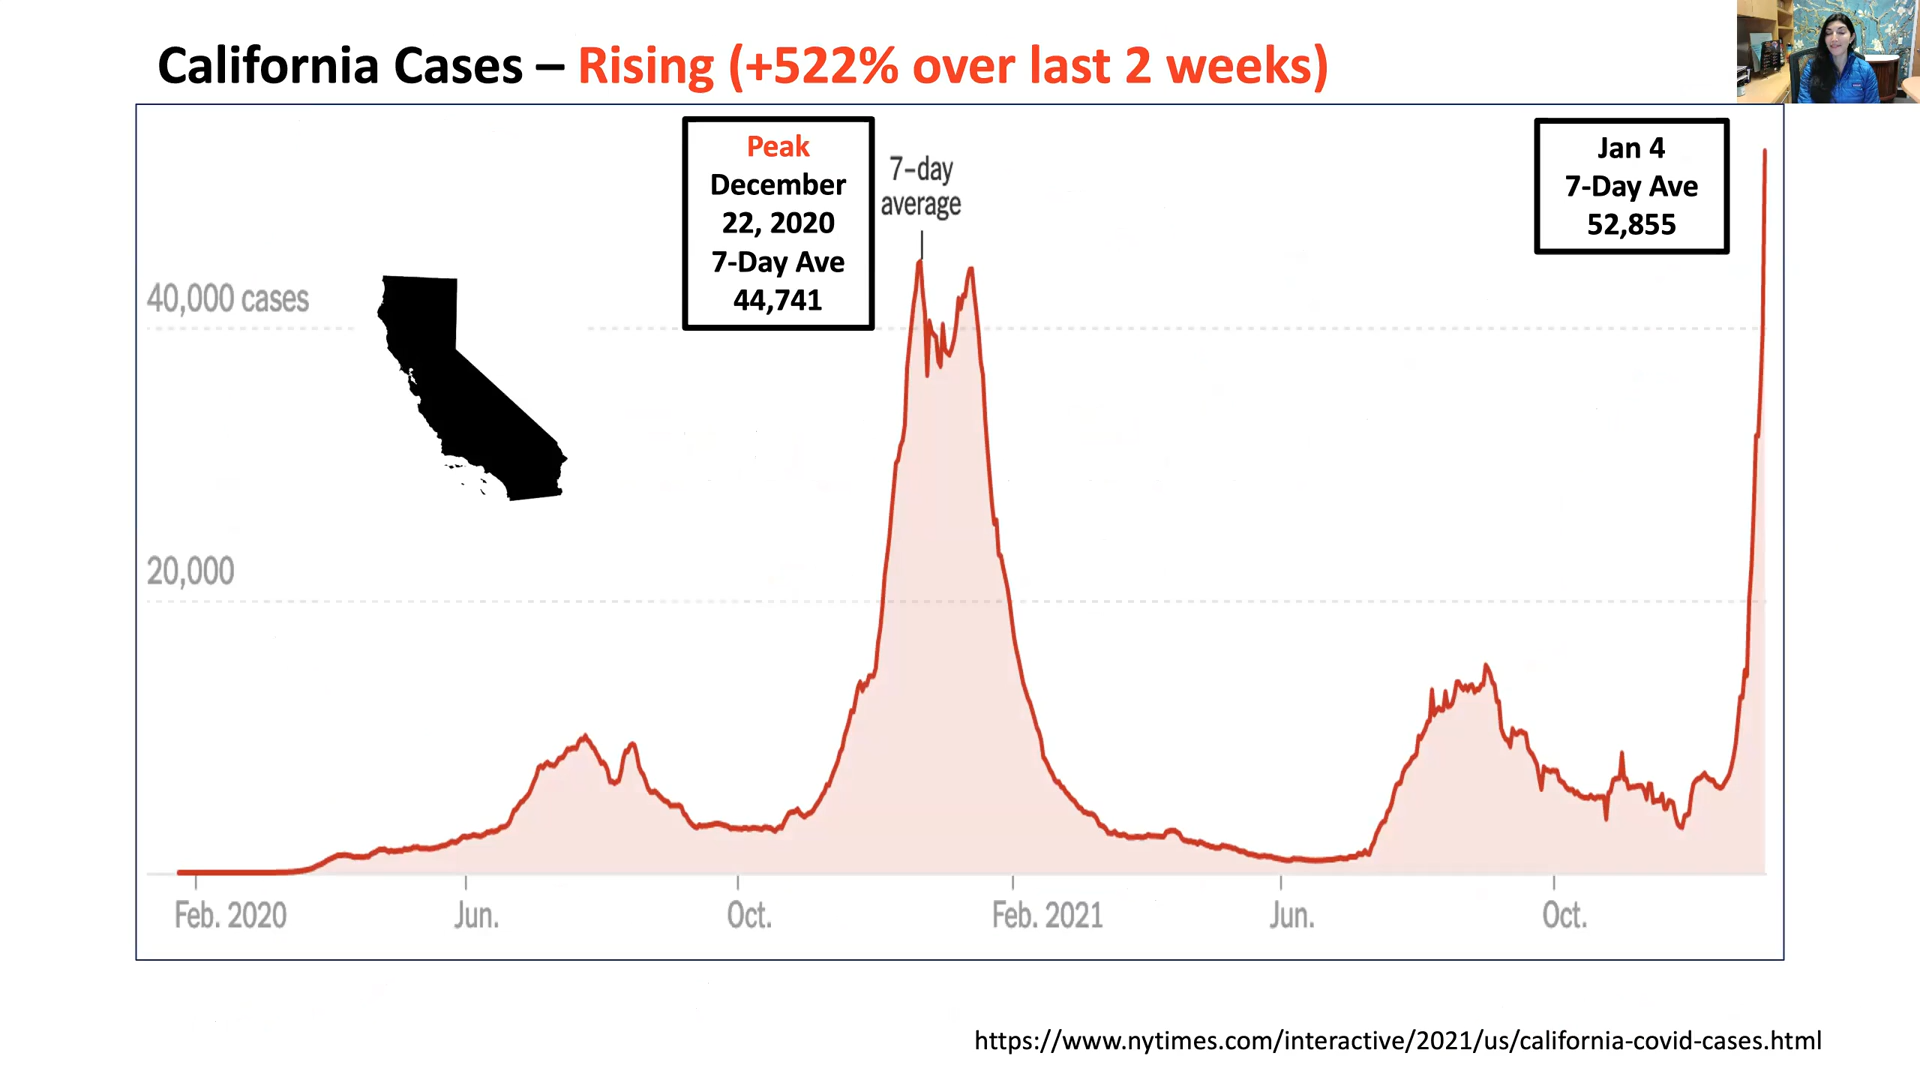 California Cases – Rising (+522% over last 2 weeks)
Peak
December
22, 2020
7-Day Ave
44,741
7-day
average
Jan 4
7-Day Ave
52,855
40,000 cases
20,000
Feb. 2020
Jun.
Oct.
Feb. 2021
Jun.
Oct.
https://www.nytimes.com/interactive/2021/us/california-covid-cases.html